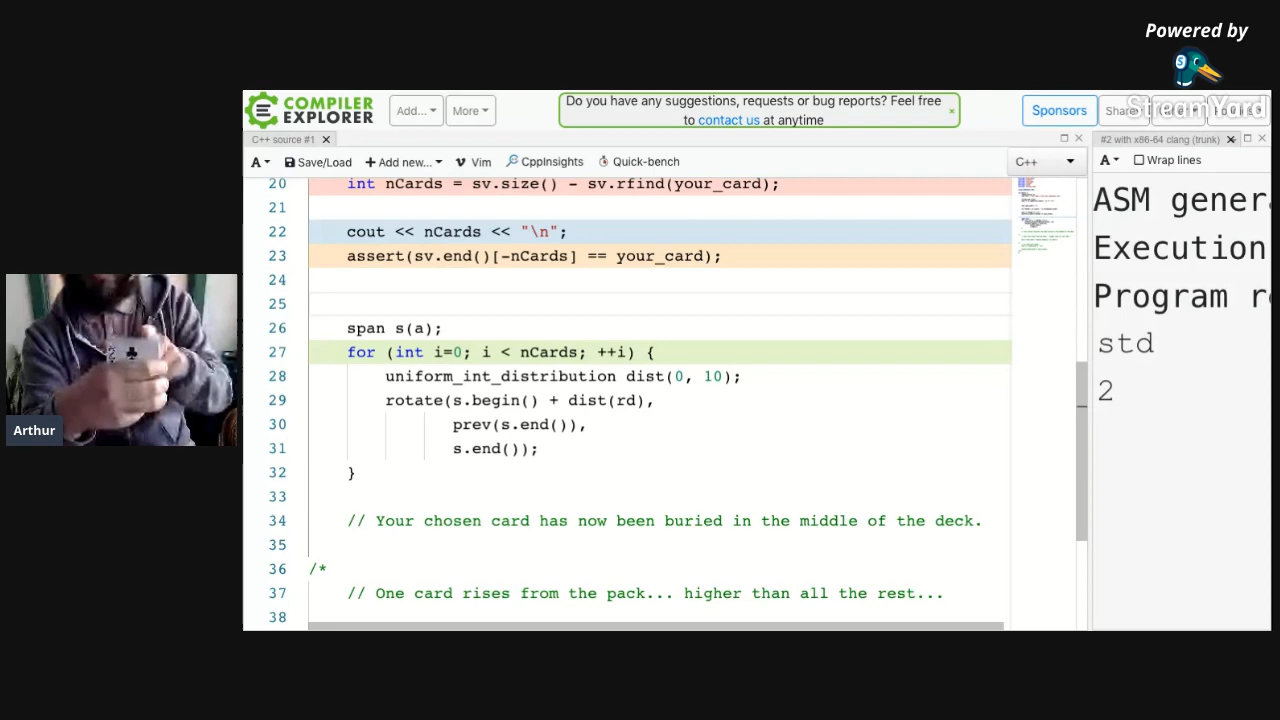 Powered by
StreamYard
COMPILER
EXPLORER
Add...
More
Do you have any suggestions, requests or bug reports? Feel free
to contact us at anytime
×
Sponsors
Share
C++ source #1
#2 with x86-64 clang (trunk)
A
Save/Load
Add new...
Vim
CppInsights
Quick-bench
C++
A
Wrap lines
20 int nCards = sv.size() - sv.rfind(your_card);
21
22 cout << nCards << "\n";
23 assert(sv.end()[-nCards] == your_card);
24
25
26 span s(a);
27 for (int i=0; i < nCards; ++i) {
28 uniform_int_distribution dist(0, 10);
29 rotate(s.begin() + dist(rd),
30 prev(s.end()),
31 s.end());
32 }
33
34 // Your chosen card has now been buried in the middle of the deck.
35
36 /*
37 // One card rises from the pack... higher than all the rest...
38
ASM genera
Execution
Program re
std
2
Arthur